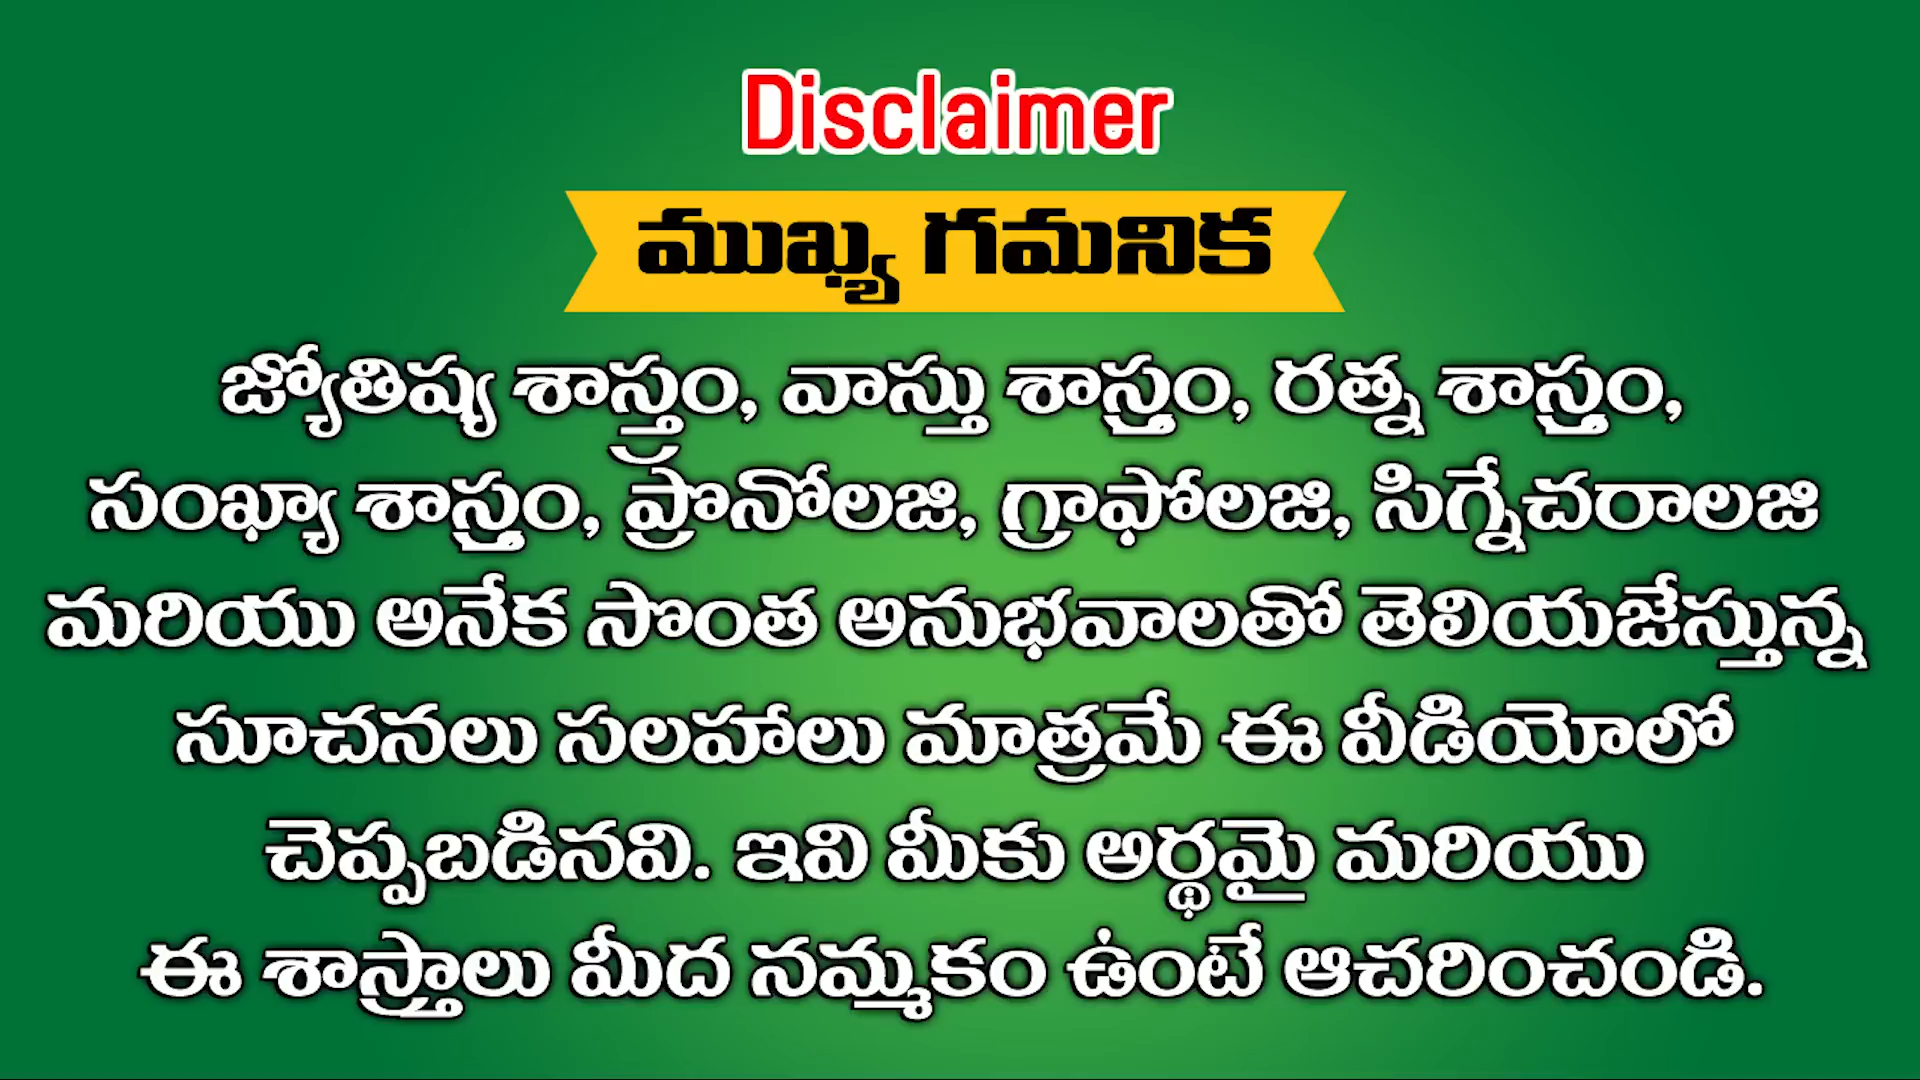 Disclaimer
ముఖ్య గమనిక
జ్యోతిష్య శాస్త్రం, వాస్తు శాస్త్రం, రత్న శాస్త్రం,
సంఖ్యా శాస్త్రం, ప్రొనోలజి, గ్రాఫోలజి, సిగ్నేచరాలజి
మరియు అనేక సొంత అనుభవాలతో తెలియజేస్తున్న
సూచనలు సలహాలు మాత్రమే ఈ వీడియోలో
చెప్పబడినవి. ఇవి మీకు అర్థమై మరియు
ఈ శాస్త్రాలు మీద నమ్మకం ఉంటే ఆచరించండి.